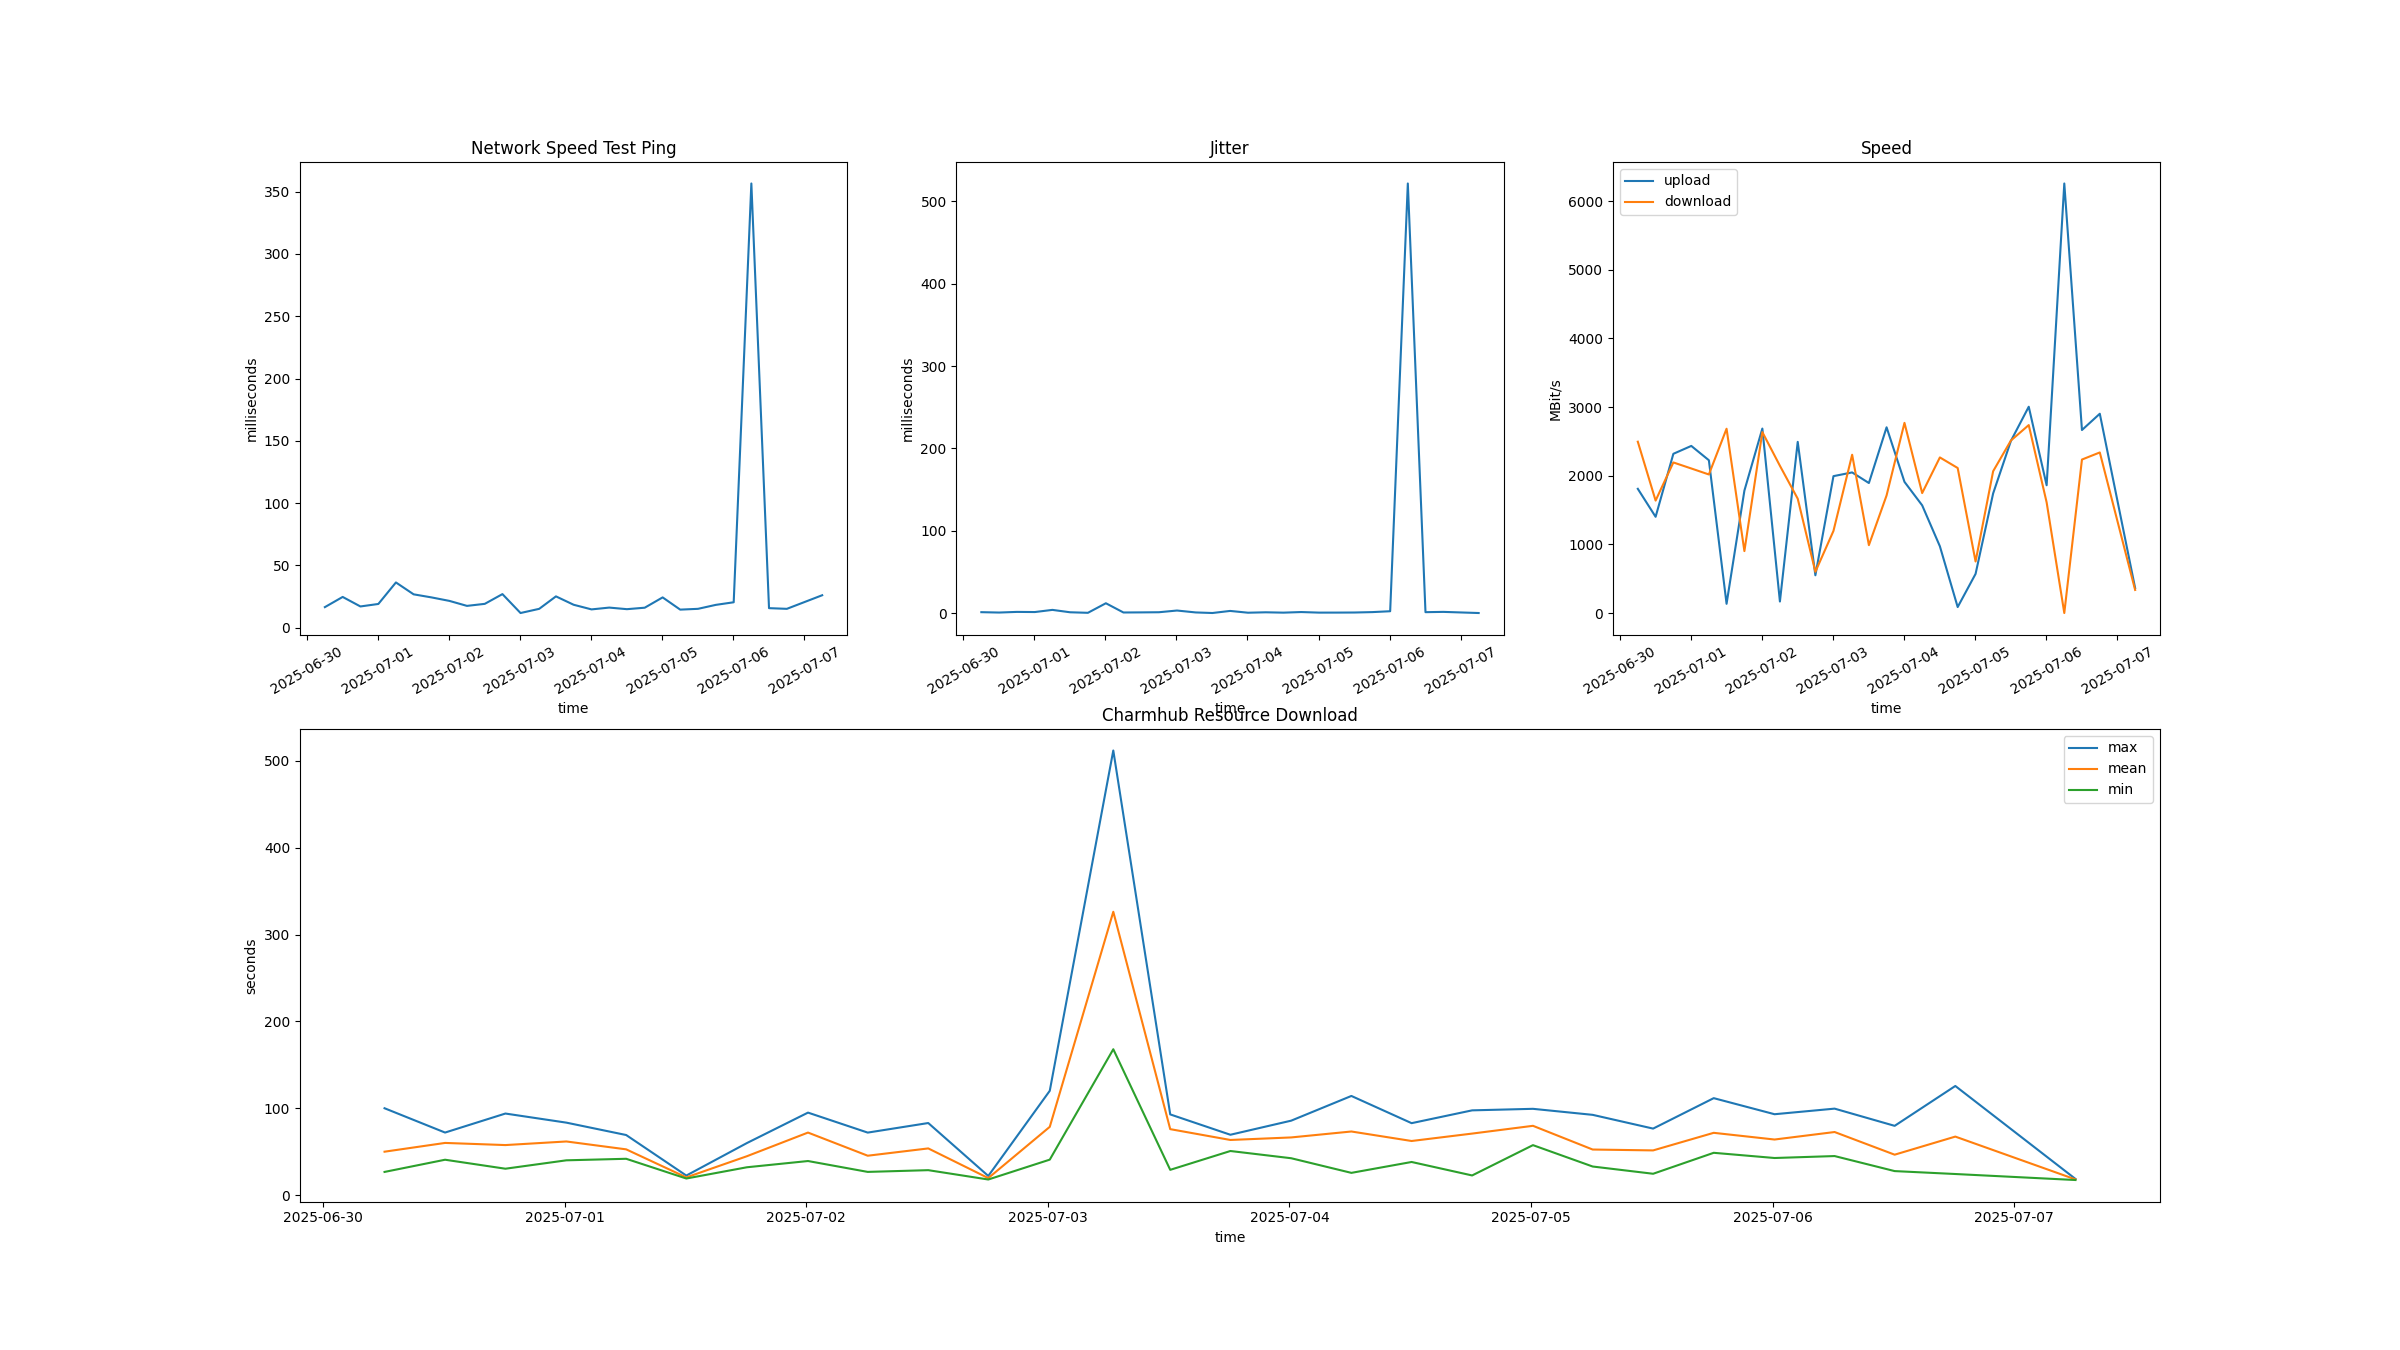 Network Speed Test Ping
milliseconds
350
300
250
200
150
100
50
0
2025-06-30 2025-07-01 2025-07-02 2025-07-03 2025-07-04 2025-07-05 2025-07-06 2025-07-07
time
Jitter
milliseconds
500
400
300
200
100
0
2025-06-30 2025-07-01 2025-07-02 2025-07-03 2025-07-04 2025-07-05 2025-07-06 2025-07-07
time
Speed
upload
download
MBit/s
6000
5000
4000
3000
2000
1000
0
2025-06-30 2025-07-01 2025-07-02 2025-07-03 2025-07-04 2025-07-05 2025-07-06 2025-07-07
time
Charmhub Resource Download
max
mean
min
seconds
500
400
300
200
100
0
2025-06-30 2025-07-01 2025-07-02 2025-07-03 2025-07-04 2025-07-05 2025-07-06 2025-07-07
time